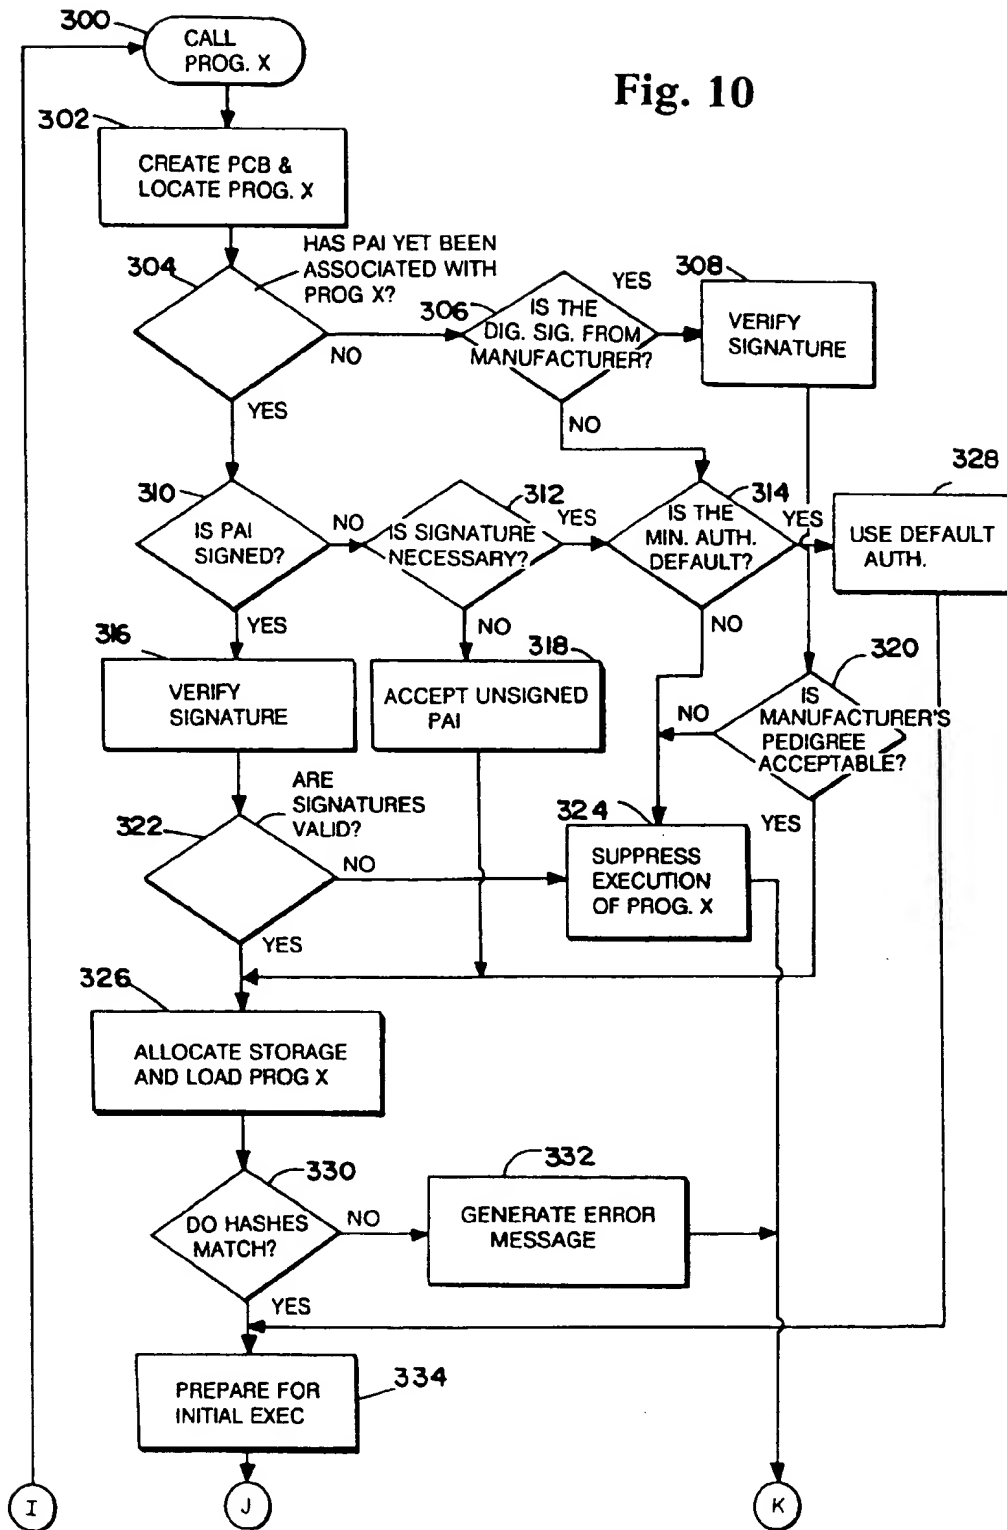 300
CALL
PROG. X
Fig. 10
302
CREATE PCB &
LOCATE PROG. X
304
HAS PAI YET BEEN
ASSOCIATED WITH
PROG X?
NO
YES
306
IS THE
DIG. SIG. FROM
MANUFACTURER?
YES
NO
308
VERIFY
SIGNATURE
310
IS PAI
SIGNED?
NO
YES
312
IS SIGNATURE
NECESSARY?
YES
NO
314
IS THE
MIN. AUTH.
DEFAULT?
YES
NO
328
USE DEFAULT
AUTH.
316
VERIFY
SIGNATURE
318
ACCEPT UNSIGNED
PAI
320
IS
MANUFACTURER'S
PEDIGREE
ACCEPTABLE?
NO
YES
322
ARE
SIGNATURES
VALID?
NO
YES
324
SUPPRESS
EXECUTION
OF PROG. X
326
ALLOCATE STORAGE
AND LOAD PROG X
330
DO HASHES
MATCH?
NO
YES
332
GENERATE ERROR
MESSAGE
334
PREPARE FOR
INITIAL EXEC
I
J
K